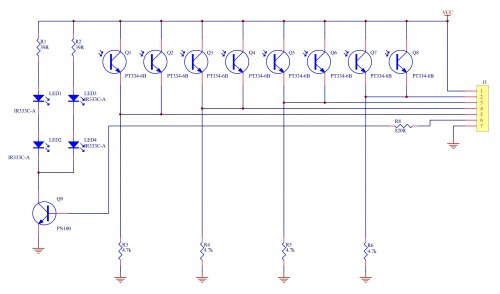 VCC
R1
39R
R2
39R
Q1
PT334-6B
Q2
PT334-6B
Q3
PT334-6B
Q4
PT334-6B
Q5
PT334-6B
Q6
PT334-6B
Q7
PT334-6B
Q8
PT334-6B
J1
1
2
3
4
5
6
7
LED1
IR333C-A
LED3
IR333C-A
LED2
IR333C-A
LED4
IR333C-A
R8
820R
Q9
PN100
R3
4.7k
R4
4.7k
R5
4.7k
R6
4.7k